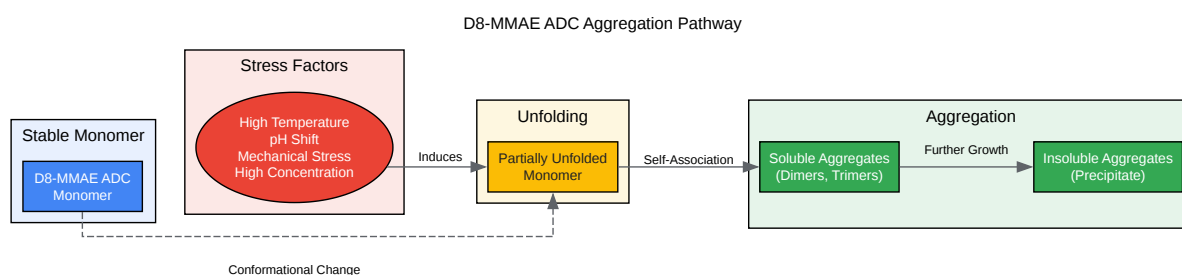 D8-MMAE ADC Aggregation Pathway
Stable Monomer
D8-MMAE ADC
Monomer
Stress Factors
High Temperature
pH Shift
Mechanical Stress
High Concentration
Induces
Unfolding
Partially Unfolded
Monomer
Self-Association
Aggregation
Soluble Aggregates
(Dimers, Trimers)
Further Growth
Insoluble Aggregates
(Precipitate)
Conformational Change